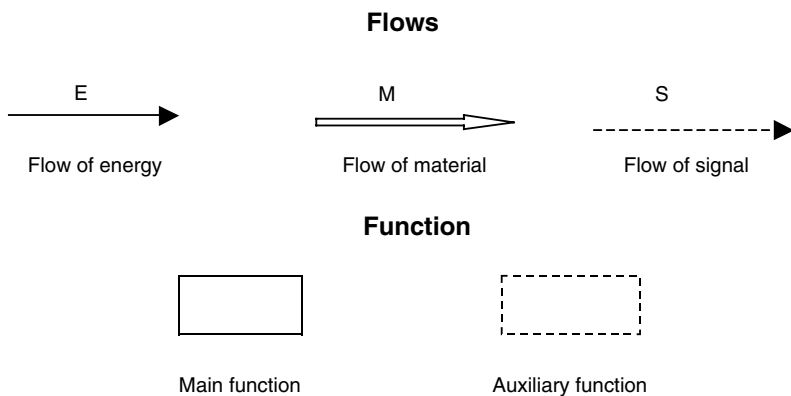 Flows
E M S
Flow of energy Flow of material Flow of signal
Function
Main function Auxiliary function